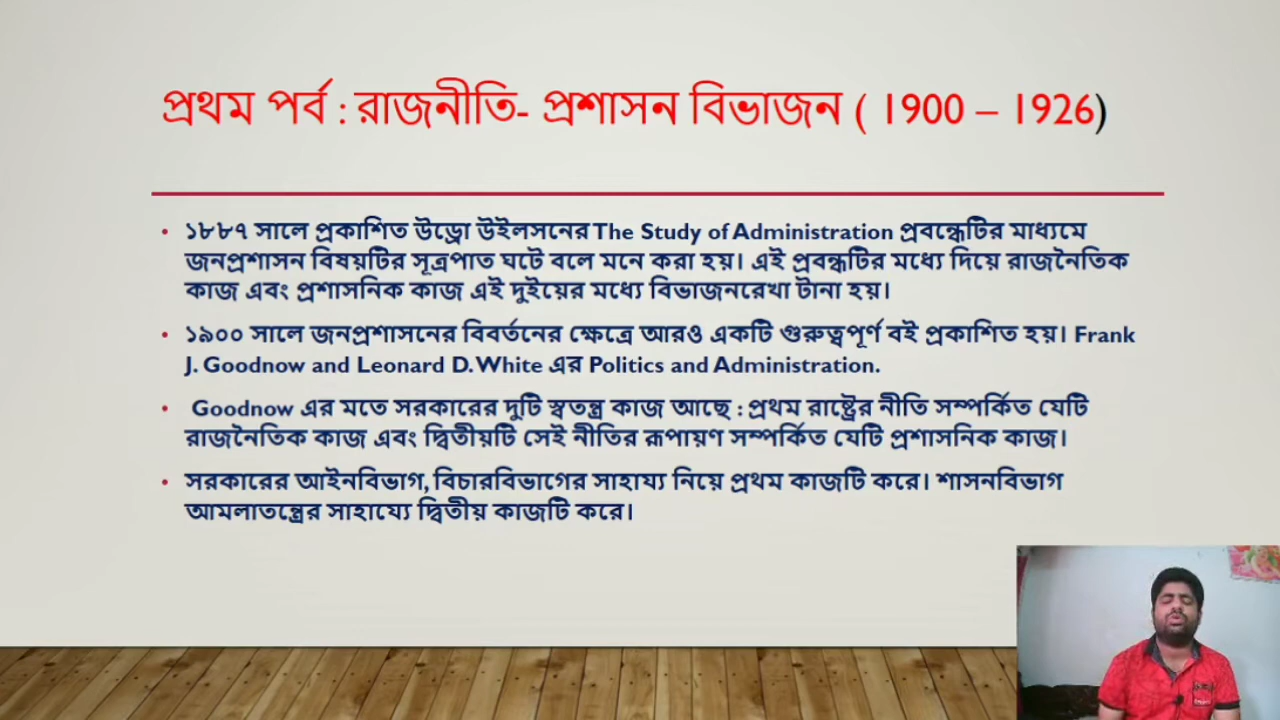 প্রথম পর্ব : রাজনীতি- প্রশাসন বিভাজন ( 1900 – 1926)
• ১৮৮৭ সালে প্রকাশিত উড্রো উইলসনের The Study of Administration প্রবন্ধেটির মাধ্যমে
জনপ্রশাসন বিষয়টির সূত্রপাত ঘটে বলে মনে করা হয়। এই প্রবন্ধটির মধ্যে দিয়ে রাজনৈতিক
কাজ এবং প্রশাসনিক কাজ এই দুইয়ের মধ্যে বিভাজনরেখা টানা হয়।
• ১৯০০ সালে জনপ্রশাসনের বিবর্তনের ক্ষেত্রে আরও একটি গুরুত্বপূর্ণ বই প্রকাশিত হয়। Frank
J. Goodnow and Leonard D. White এর Politics and Administration.
• Goodnow এর মতে সরকারের দুটি স্বতন্ত্র কাজ আছে : প্রথম রাষ্ট্রের নীতি সম্পর্কিত যেটি
রাজনৈতিক কাজ এবং দ্বিতীয়টি সেই নীতির রূপায়ণ সম্পর্কিত যেটি প্রশাসনিক কাজ।
• সরকারের আইনবিভাগ, বিচারবিভাগের সাহায্য নিয়ে প্রথম কাজটি করে। শাসনবিভাগ
আমলাতন্ত্রের সাহায্যে দ্বিতীয় কাজটি করে।